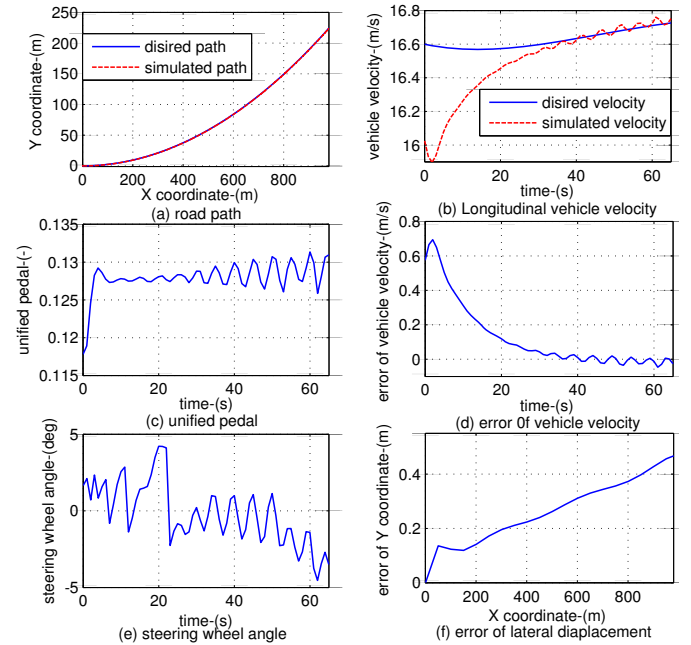 250
200
150
100
50
0
Y coordinate-(m)
disired path
simulated path
0
200
400
600
800
X coordinate-(m)
(a) road path
16.8
16.6
16.4
16.2
16
vehicle velocity-(m/s)
disired velocity
simulated velocity
0
20
40
60
time-(s)
(b) Longitudinal vehicle velocity
0.135
0.13
0.125
0.12
0.115
unified pedal-(-)
0
20
40
60
time-(s)
(c) unified pedal
0.8
0.6
0.4
0.2
0
error of vehicle velocity-(m/s)
0
20
40
60
time-(s)
(d) error 0f vehicle velocity
5
0
-5
steering wheel angle-(deg)
0
20
40
60
time-(s)
(e) steering wheel angle
0.4
0.2
0
error of Y coordinate-(m)
0
200
400
600
800
X coordinate-(m)
(f) error of lateral diaplacement